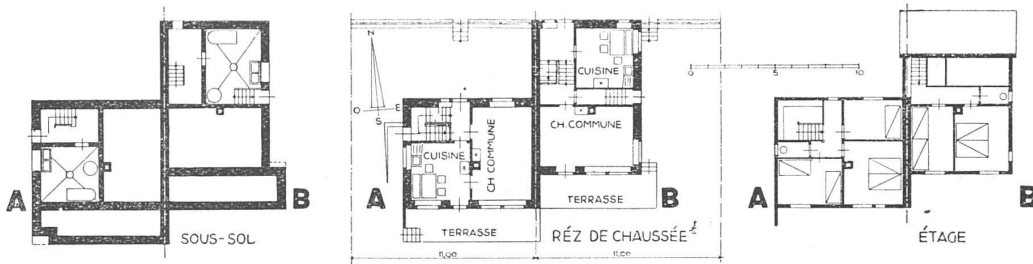 A
B
SOUS-SOL
N
O
E
S
CUISINE
CH. COMMUNE
A
CUISINE
CH COMMUNE
B
TERRASSE
TERRASSE
RÉZ DE CHAUSSÉE
11,00
11,00
0
5
10
A
B
ÉTAGE